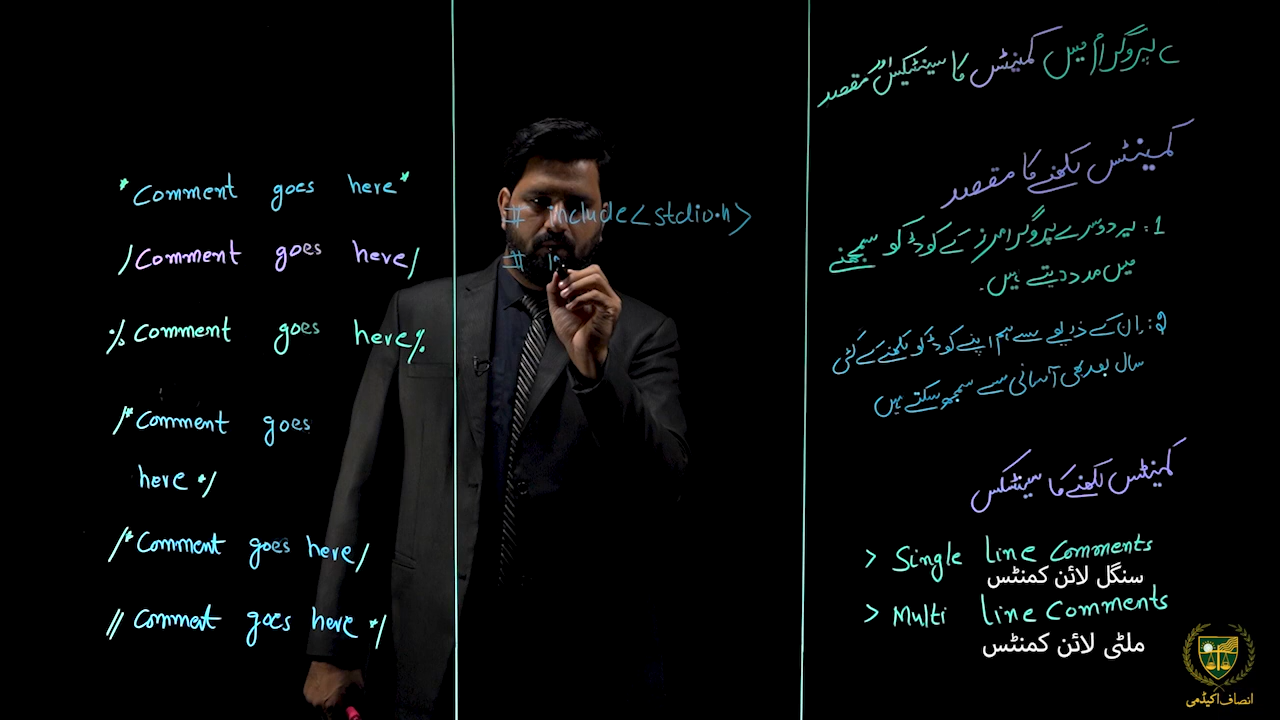 *Comment goes here*
/Comment goes here/
% Comment goes here%
/*Comment goes
here */
/*Comment goes here/
// Comment goes here */
# include<stdio.h>
# in
پروگرام میں کمینٹس کا سینٹیکس اور مقصد
کمینٹس لکھنے کا مقصد
1: یہ دوسرے پروگرامرز کے کوڈ کو سمجھنے
میں مدد دیتے ہیں۔
2: اِن کے ذریعے سے ہم اپنے کوڈ کو لکھنے کے کئی
سال بعد بھی آسانی سے سمجھ سکتے ہیں
کمینٹس لکھنے کا سینٹیکس
> Single line Comments
سنگل لائن کمنٹس
> Multi line Comments
ملٹی لائن کمنٹس
انصاف اکیڈمی